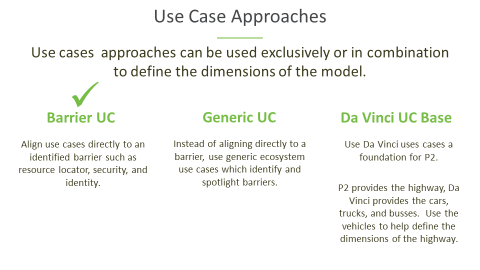 Use Case Approaches
Use cases approaches can be used exclusively or in combination
to define the dimensions of the model.
Barrier UC
Align use cases directly to an
identified barrier such as
resource locator, security, and
identity.
Generic UC
Instead of aligning directly to a
barrier, use generic ecosystem
use cases which identify and
spotlight barriers.
Da Vinci UC Base
Use Da Vinci uses cases a
foundation for P2.
P2 provides the highway, Da
Vinci provides the cars,
trucks, and busses. Use the
vehicles to help define the
dimensions of the highway.